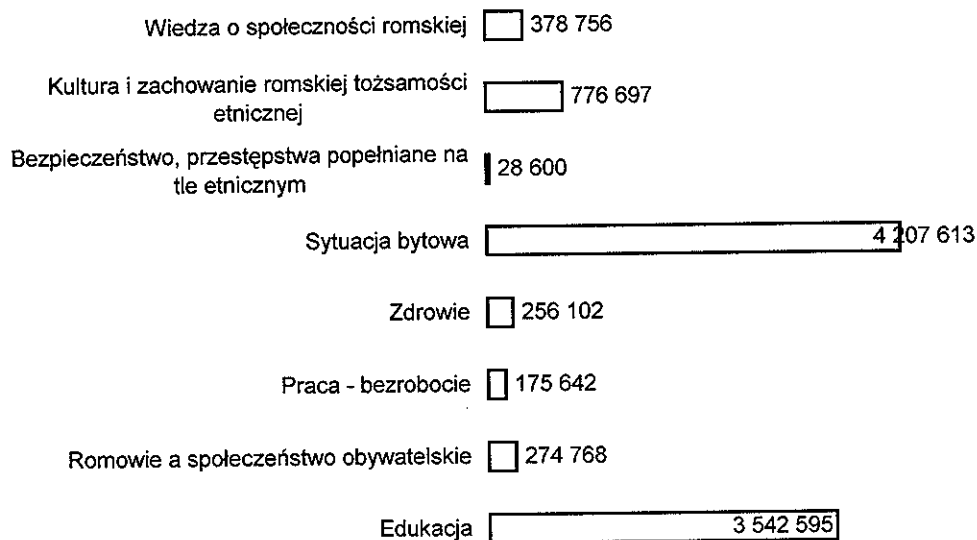 Wiedza o społeczności romskiej 378 756
Kultura i zachowanie romskiej tożsamości
etnicznej 776 697
Bezpieczeństwo, przestępstwa popełniane na
tle etnicznym 28 600
Sytuacja bytowa 4 207 613
Zdrowie 256 102
Praca - bezrobocie 175 642
Romowie a społeczeństwo obywatelskie 274 768
Edukacja 3 542 595